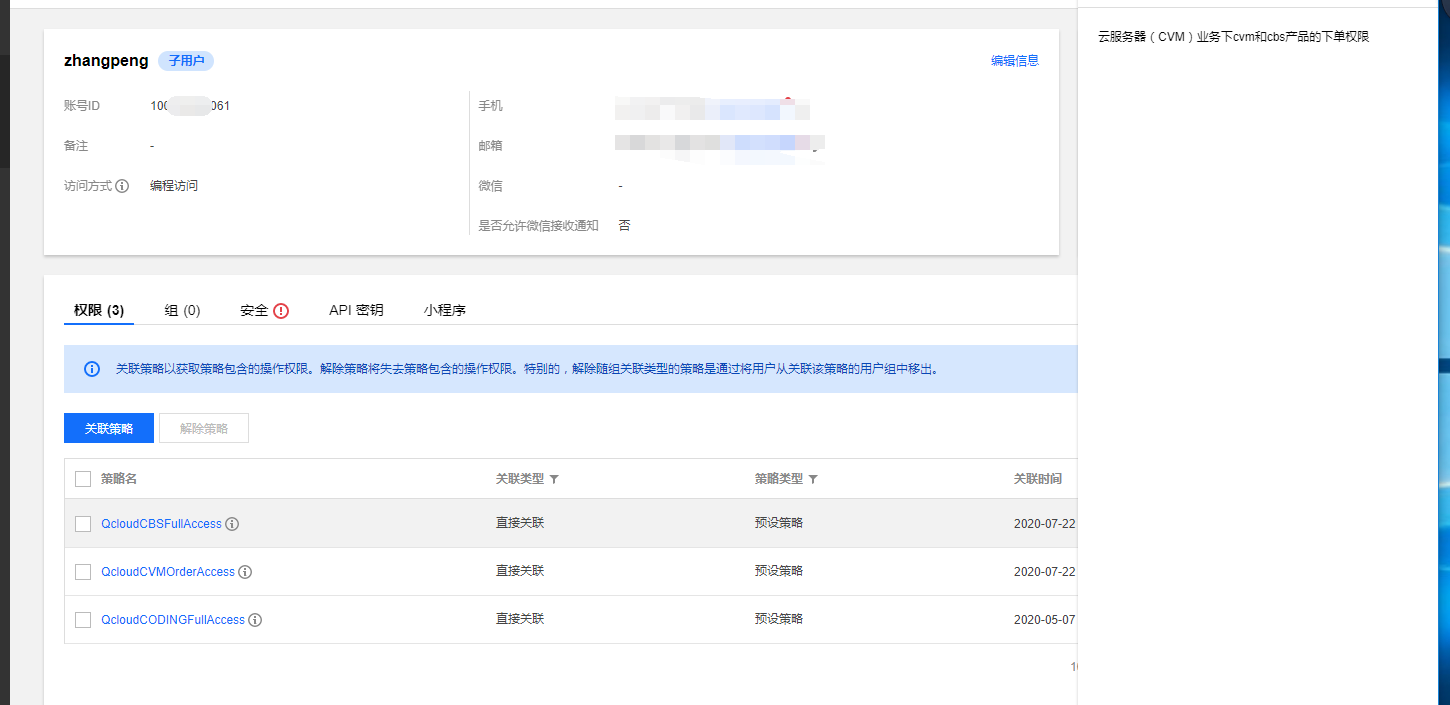 zhangpeng 子用户 编辑信息
账号ID 100 061
备注 -
访问方式 编程访问
手机
邮箱
微信 -
是否允许微信接收通知 否
权限 (3) 组 (0) 安全 API 密钥 小程序
关联策略以获取策略包含的操作权限。解除策略将失去策略包含的操作权限。特别的，解除随组关联类型的策略是通过将用户从关联该策略的用户组中移出。
关联策略 解除策略
策略名 关联类型 策略类型 关联时间
QcloudCBSFullAccess 直接关联 预设策略 2020-07-22
QcloudCVMOrderAccess 直接关联 预设策略 2020-07-22
QcloudCODINGFullAccess 直接关联 预设策略 2020-05-07
云服务器（CVM）业务下cvm和cbs产品的下单权限